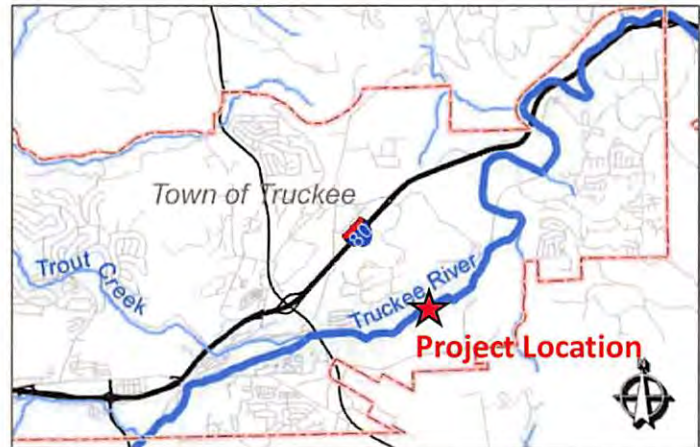 Town of Truckee
80
Trout Creek
Truckee River
Project Location